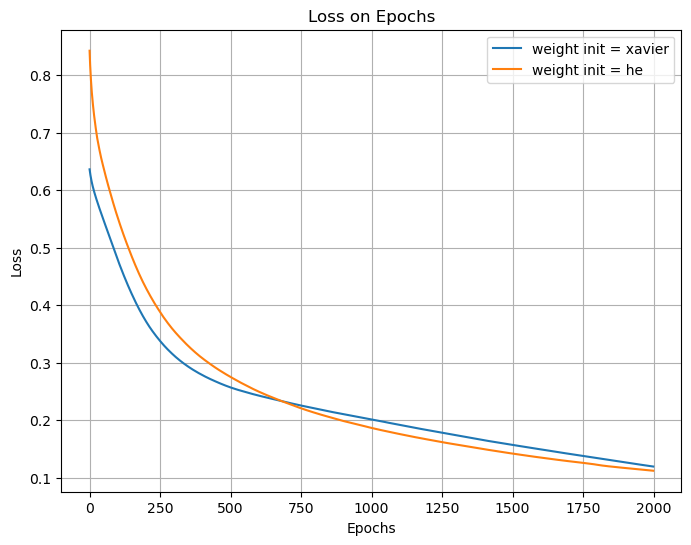 Loss on Epochs
weight init = xavier
weight init = he
Loss
0.8
0.7
0.6
0.5
0.4
0.3
0.2
0.1
0 250 500 750 1000 1250 1500 1750 2000
Epochs